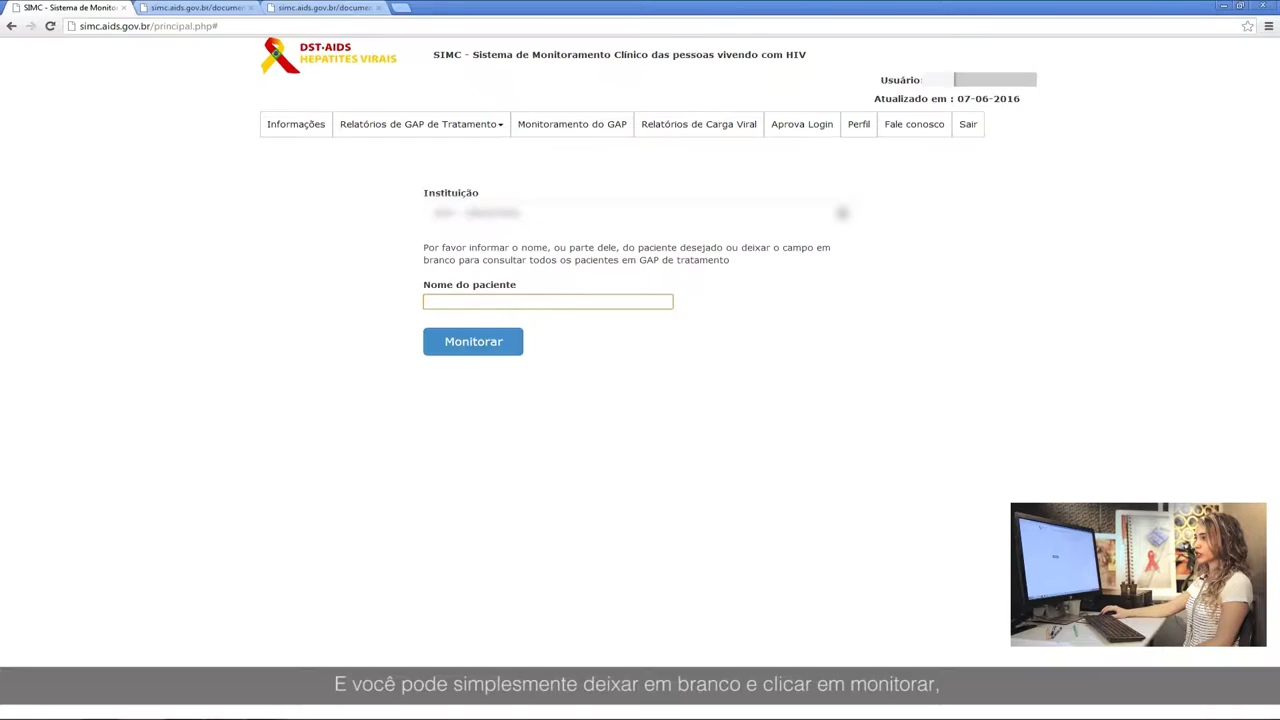 SIMC - Sistema de Monito
simc.aids.gov.br/documen
simc.aids.gov.br/documen
simc.aids.gov.br/principal.php#
DST-AIDS
HEPATITES VIRAIS
SIMC - Sistema de Monitoramento Clínico das pessoas vivendo com HIV
Usuário:
Atualizado em : 07-06-2016
Informações Relatórios de GAP de Tratamento Monitoramento do GAP Relatórios de Carga Viral Aprova Login Perfil Fale conosco Sair
Instituição
Por favor informar o nome, ou parte dele, do paciente desejado ou deixar o campo em
branco para consultar todos os pacientes em GAP de tratamento
Nome do paciente
Monitorar
E você pode simplesmente deixar em branco e clicar em monitorar,